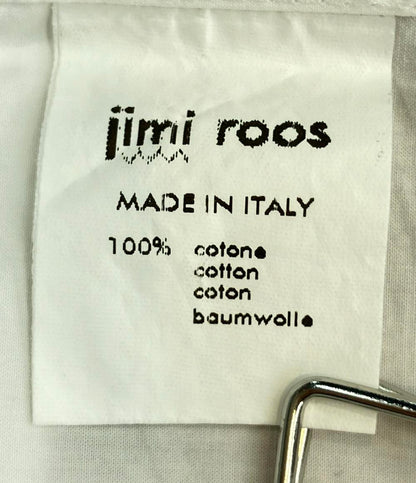 jimi roos
MADE IN ITALY
100% cotone
cotton
coton
baumwolle